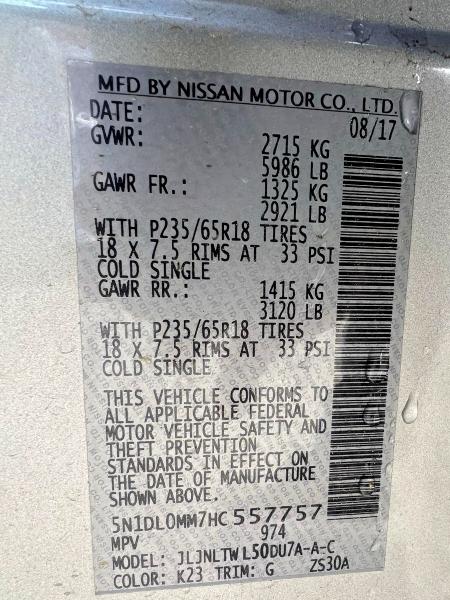 MFD BY NISSAN MOTOR CO., LTD.
DATE: 08/17
GVWR: 2715 KG
5986 LB
GAWR FR.: 1325 KG
2921 LB
WITH P235/65R18 TIRES
18 X 7.5 RIMS AT 33 PSI
COLD SINGLE
GAWR RR.: 1415 KG
3120 LB
WITH P235/65R18 TIRES
18 X 7.5 RIMS AT 33 PSI
COLD SINGLE
THIS VEHICLE CONFORMS TO
ALL APPLICABLE FEDERAL
MOTOR VEHICLE SAFETY AND
THEFT PREVENTION
STANDARDS IN EFFECT ON
THE DATE OF MANUFACTURE
SHOWN ABOVE.
5N1DL0MM7HC 557757
MPV 974
MODEL: JLJNLTWL50DU7A-A-C
COLOR: K23 TRIM: G ZS30A